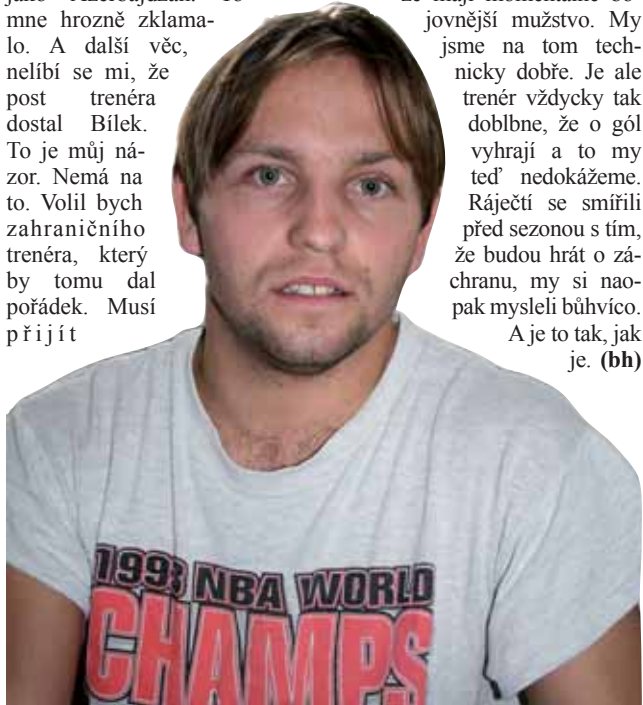 mne hrozně zklama-
lo. A další věc,
nelíbí se mi, že
post trenéra
dostal Bílek.
To je můj ná-
zor. Nemá na
to. Volil bych
zahraničního
trenéra, který
by tomu dal
pořádek. Musí
přijít
jovnější mužstvo. My
jsme na tom tech-
nicky dobře. Je ale
trenér vždycky tak
doblbne, že o gól
vyhrají a to my
teď nedokážeme.
Ráječtí se smířili
před sezonou s tím,
že budou hrát o zá-
chranu, my si nao-
pak mysleli bůhvíco.
A je to tak, jak
je. (bh)
1993 NBA WORLD
CHAMPS